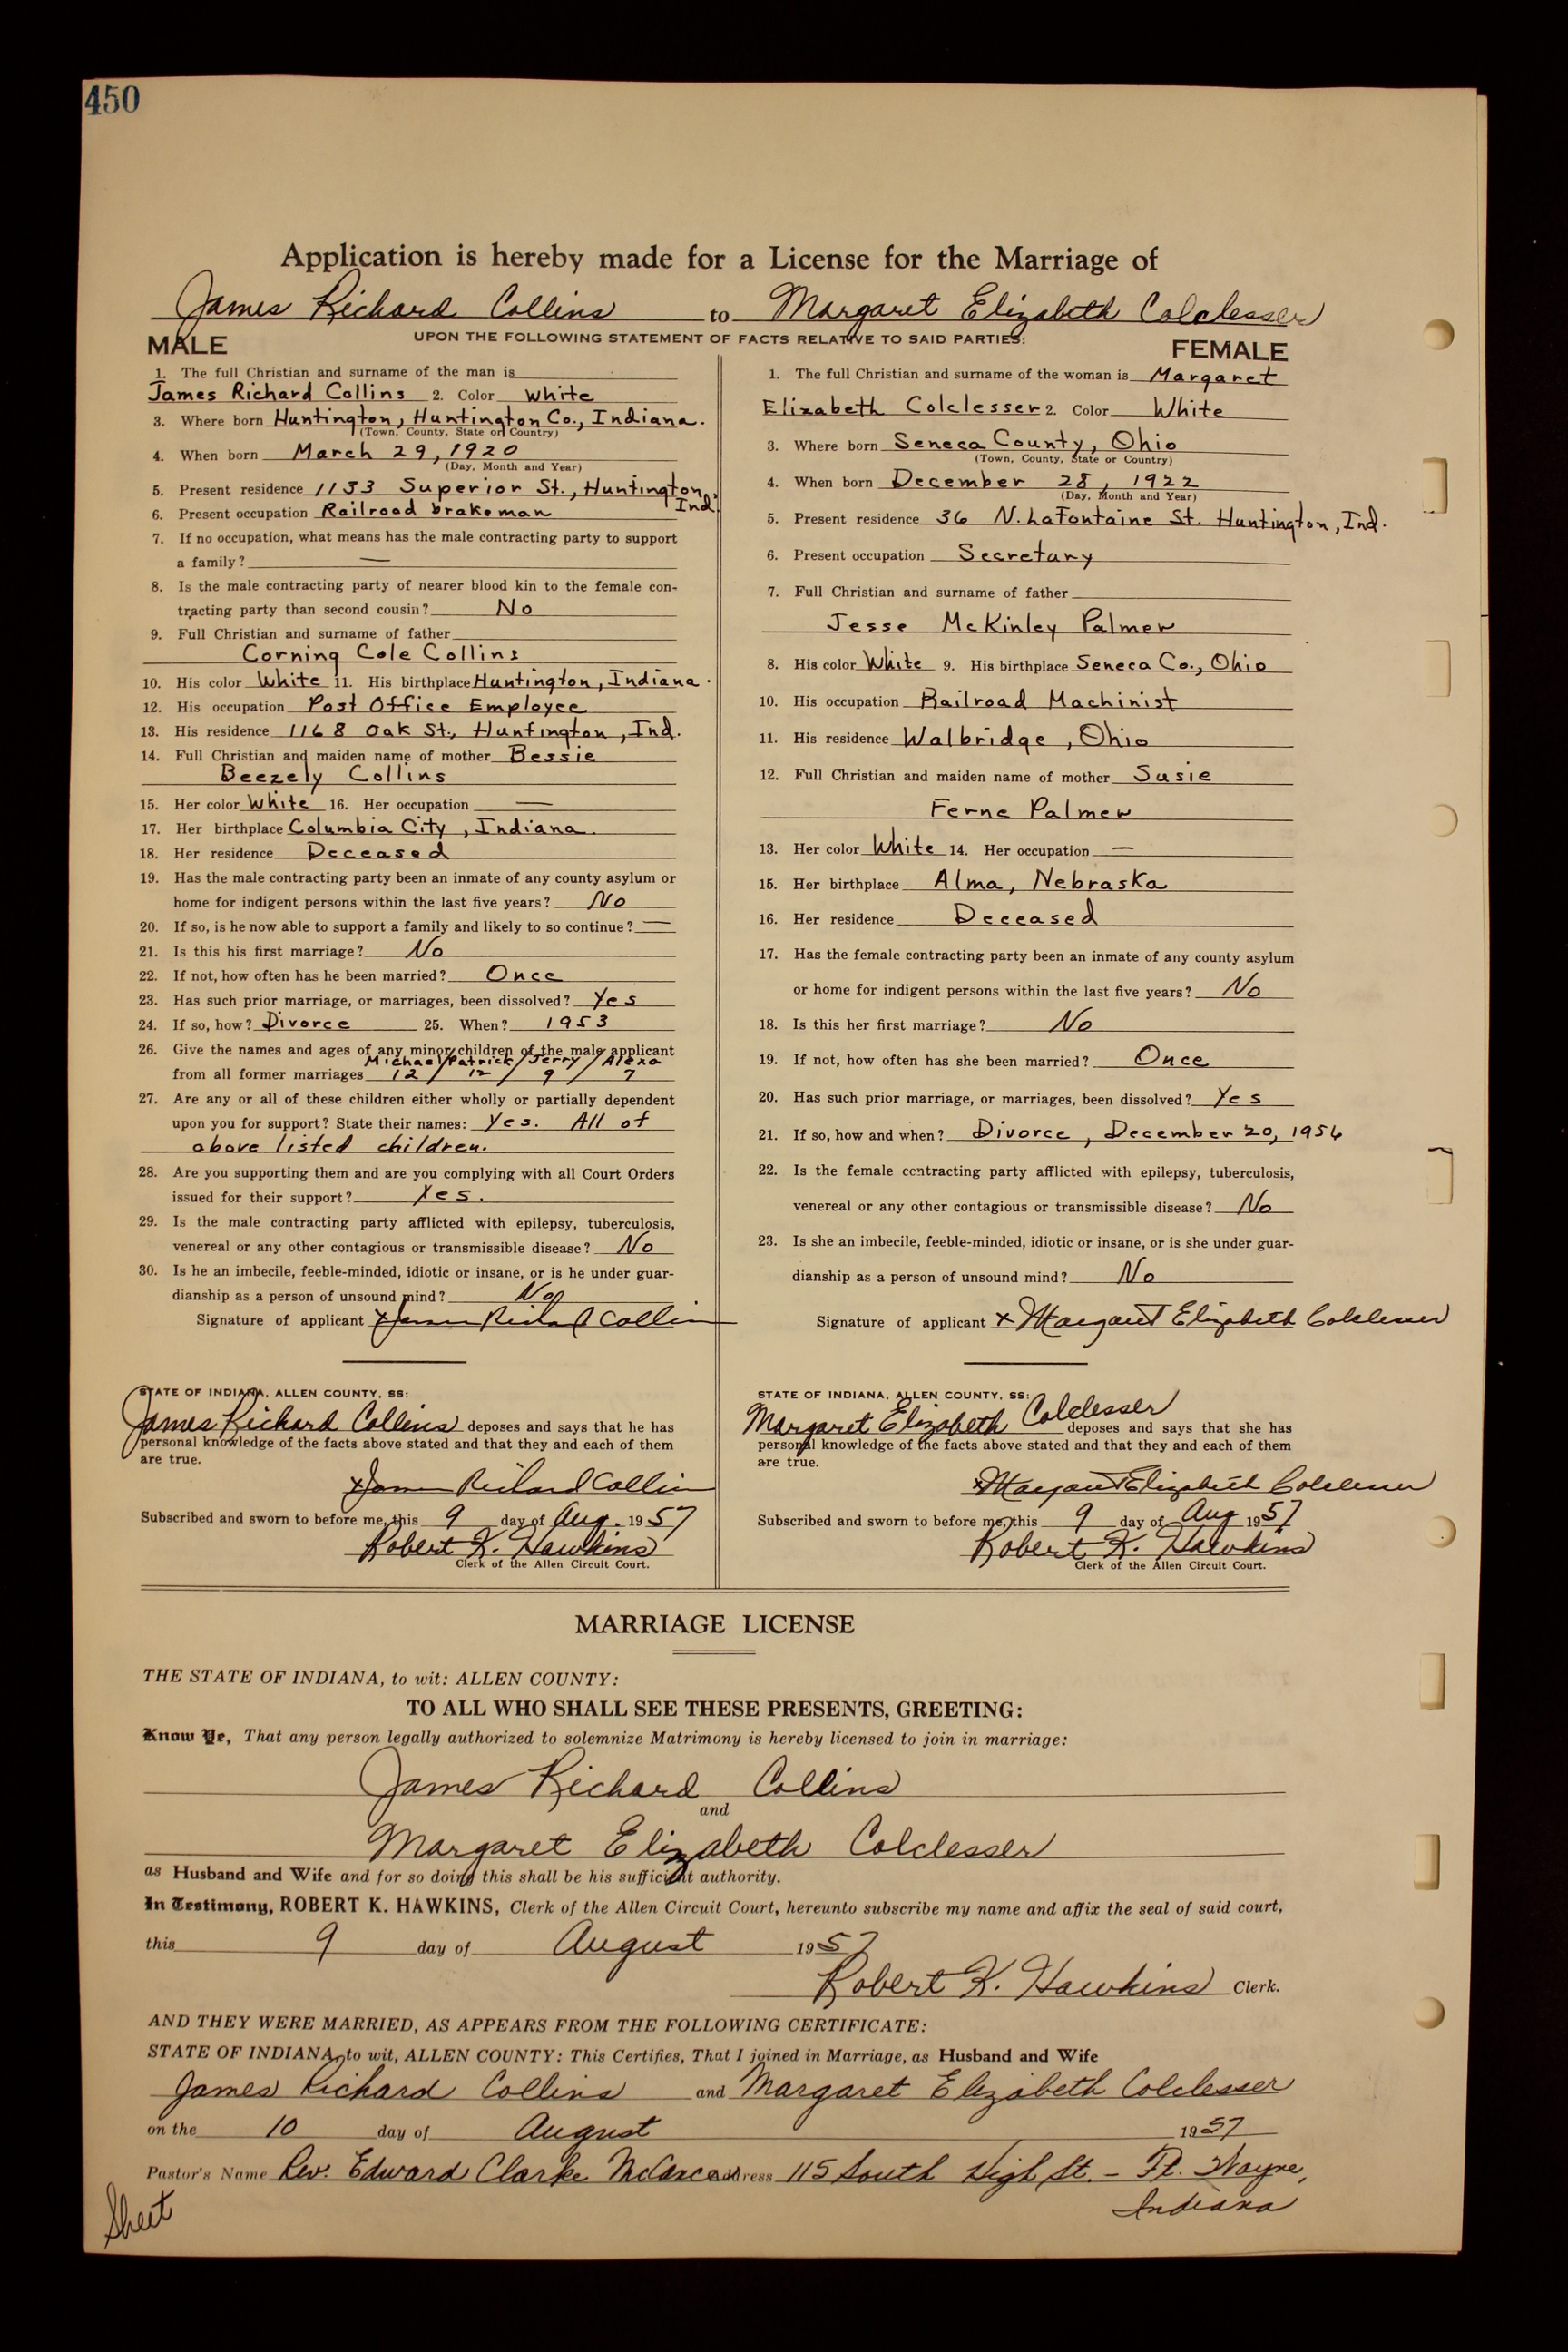 450
Application is hereby made for a License for the Marriage of
James Richard Collins to Margaret Elizabeth Colclesser
UPON THE FOLLOWING STATEMENT OF FACTS RELATIVE TO SAID PARTIES:
MALE
1. The full Christian and surname of the man is
James Richard Collins 2. Color White
3. Where born Huntington, Huntington Co., Indiana.
(Town, County, State or Country)
4. When born March 29, 1920
(Day, Month and Year)
5. Present residence 1133 Superior St., Huntington, Ind.
6. Present occupation Railroad brakeman
7. If no occupation, what means has the male contracting party to support
a family? —
8. Is the male contracting party of nearer blood kin to the female con-
tracting party than second cousin? No
9. Full Christian and surname of father
Corning Cole Collins
10. His color White 11. His birthplace Huntington, Indiana.
12. His occupation Post Office Employee
13. His residence 1168 Oak St., Huntington, Ind.
14. Full Christian and maiden name of mother Bessie
Beezely Collins
15. Her color White 16. Her occupation —
17. Her birthplace Columbia City, Indiana.
18. Her residence Deceased
19. Has the male contracting party been an inmate of any county asylum or
home for indigent persons within the last five years? No
20. If so, is he now able to support a family and likely to so continue? —
21. Is this his first marriage? No
22. If not, how often has he been married? Once
23. Has such prior marriage, or marriages, been dissolved? Yes
24. If so, how? Divorce 25. When? 1953
26. Give the names and ages of any minor children of the male applicant
Michael/Patrick/Jerry/Alexa
from all former marriages 12 / 12 / 9 / 7
27. Are any or all of these children either wholly or partially dependent
upon you for support? State their names: Yes. All of
above listed children.
28. Are you supporting them and are you complying with all Court Orders
issued for their support? Yes.
29. Is the male contracting party afflicted with epilepsy, tuberculosis,
venereal or any other contagious or transmissible disease? No
30. Is he an imbecile, feeble-minded, idiotic or insane, or is he under guar-
dianship as a person of unsound mind? No
Signature of applicant x James Richard Collins
STATE OF INDIANA, ALLEN COUNTY, SS:
James Richard Collins deposes and says that he has
personal knowledge of the facts above stated and that they and each of them
are true.
x James Richard Collins
Subscribed and sworn to before me, this 9 day of Aug. 1957
Robert K. Hawkins
Clerk of the Allen Circuit Court.
FEMALE
1. The full Christian and surname of the woman is Margaret
Elizabeth Colclesser 2. Color White
3. Where born Seneca County, Ohio
(Town, County, State or Country)
4. When born December 28, 1922
(Day, Month and Year)
5. Present residence 36 N. LaFontaine St. Huntington, Ind.
6. Present occupation Secretary
7. Full Christian and surname of father
Jesse McKinley Palmer
8. His color White 9. His birthplace Seneca Co., Ohio
10. His occupation Railroad Machinist
11. His residence Walbridge, Ohio
12. Full Christian and maiden name of mother Susie
Ferne Palmer
13. Her color White 14. Her occupation —
15. Her birthplace Alma, Nebraska
16. Her residence Deceased
17. Has the female contracting party been an inmate of any county asylum
or home for indigent persons within the last five years? No
18. Is this her first marriage? No
19. If not, how often has she been married? Once
20. Has such prior marriage, or marriages, been dissolved? Yes
21. If so, how and when? Divorce, December 20, 1956
22. Is the female contracting party afflicted with epilepsy, tuberculosis,
venereal or any other contagious or transmissible disease? No
23. Is she an imbecile, feeble-minded, idiotic or insane, or is she under guar-
dianship as a person of unsound mind? No
Signature of applicant x Margaret Elizabeth Colclesser
STATE OF INDIANA, ALLEN COUNTY, SS:
Margaret Elizabeth Colclesser deposes and says that she has
personal knowledge of the facts above stated and that they and each of them
are true.
x Margaret Elizabeth Colclesser
Subscribed and sworn to before me, this 9 day of Aug 1957
Robert K. Hawkins
Clerk of the Allen Circuit Court.
MARRIAGE LICENSE
THE STATE OF INDIANA, to wit: ALLEN COUNTY:
TO ALL WHO SHALL SEE THESE PRESENTS, GREETING:
Know Ye, That any person legally authorized to solemnize Matrimony is hereby licensed to join in marriage:
James Richard Collins
and
Margaret Elizabeth Colclesser
as Husband and Wife and for so doing this shall be his sufficient authority.
In Testimony, ROBERT K. HAWKINS, Clerk of the Allen Circuit Court, hereunto subscribe my name and affix the seal of said court,
this 9 day of August 1957
Robert K. Hawkins Clerk.
AND THEY WERE MARRIED, AS APPEARS FROM THE FOLLOWING CERTIFICATE:
STATE OF INDIANA, to wit, ALLEN COUNTY: This Certifies, That I joined in Marriage, as Husband and Wife
James Richard Collins and Margaret Elizabeth Colclesser
on the 10 day of August 1957
Pastor's Name Rev. Edward Clarke Address 115 South High St. - Ft. Wayne,
Indiana
Sheet